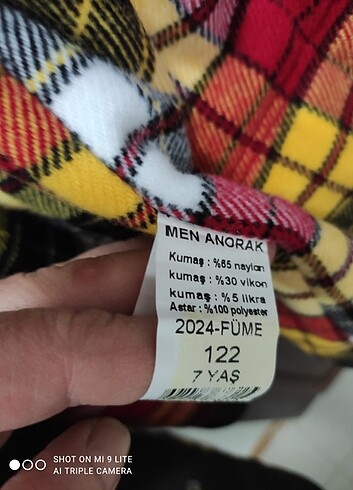 MEN ANORAK
Kumaş : %65 naylon
kumaş : %30 vikon
kumaş : %5 likra
Astar : %100 polyester
2024-FÜME
122
7 YAŞ
SHOT ON MI 9 LITE
AI TRIPLE CAMERA